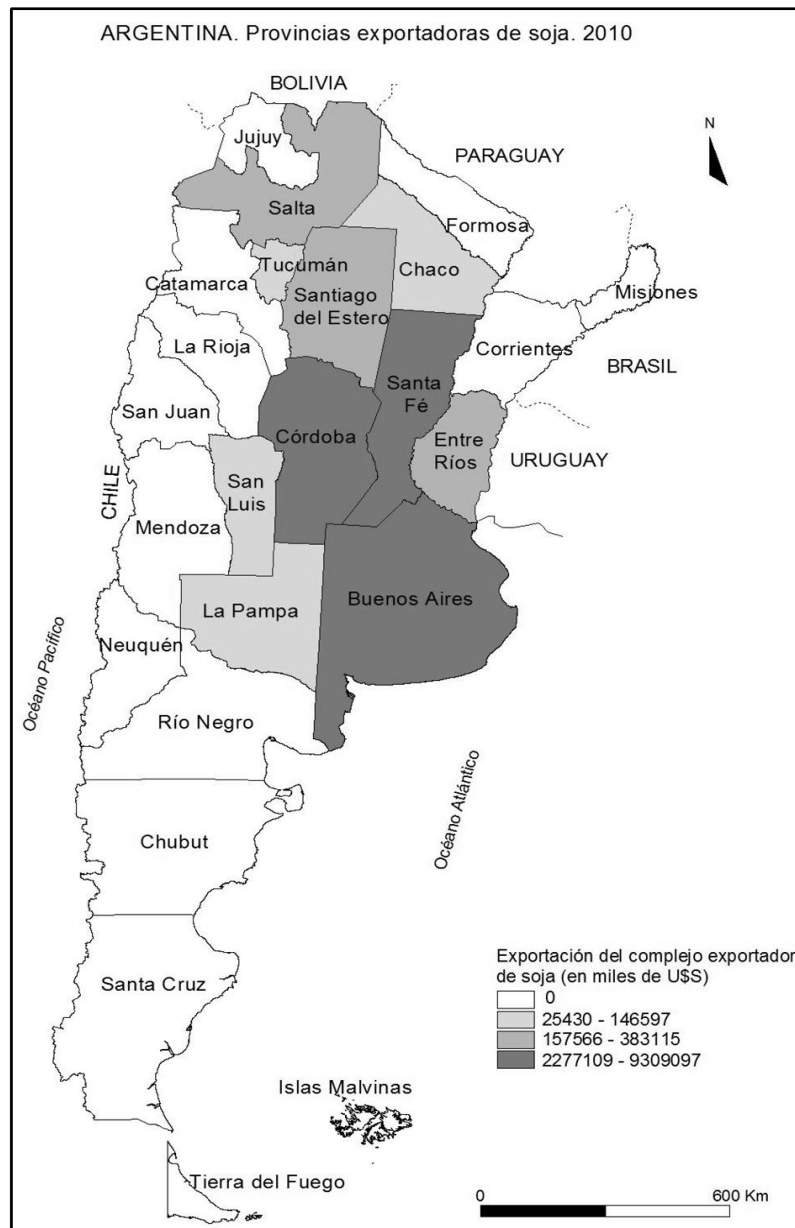 ARGENTINA. Provincias exportadoras de soja. 2010
BOLIVIA
N
Jujuy
PARAGUAY
Salta
Formosa
Tucúmán
Chaco
Catamarca
Santiago
del Estero
Misiones
La Rioja
Corrientes
BRASIL
San Juan
Santa
Fé
Córdoba
Entre
Ríos
URUGUAY
CHILE
San
Luis
Mendoza
Buenos Aires
La Pampa
Neuquén
Océano Pacífico
Río Negro
Océano Atlántico
Chubut
Exportación del complejo exportador
de soja (en miles de U$S)
0
25430 - 146597
157566 - 383115
2277109 - 9309097
Santa Cruz
Islas Malvinas
Tierra del Fuego
0 600 Km